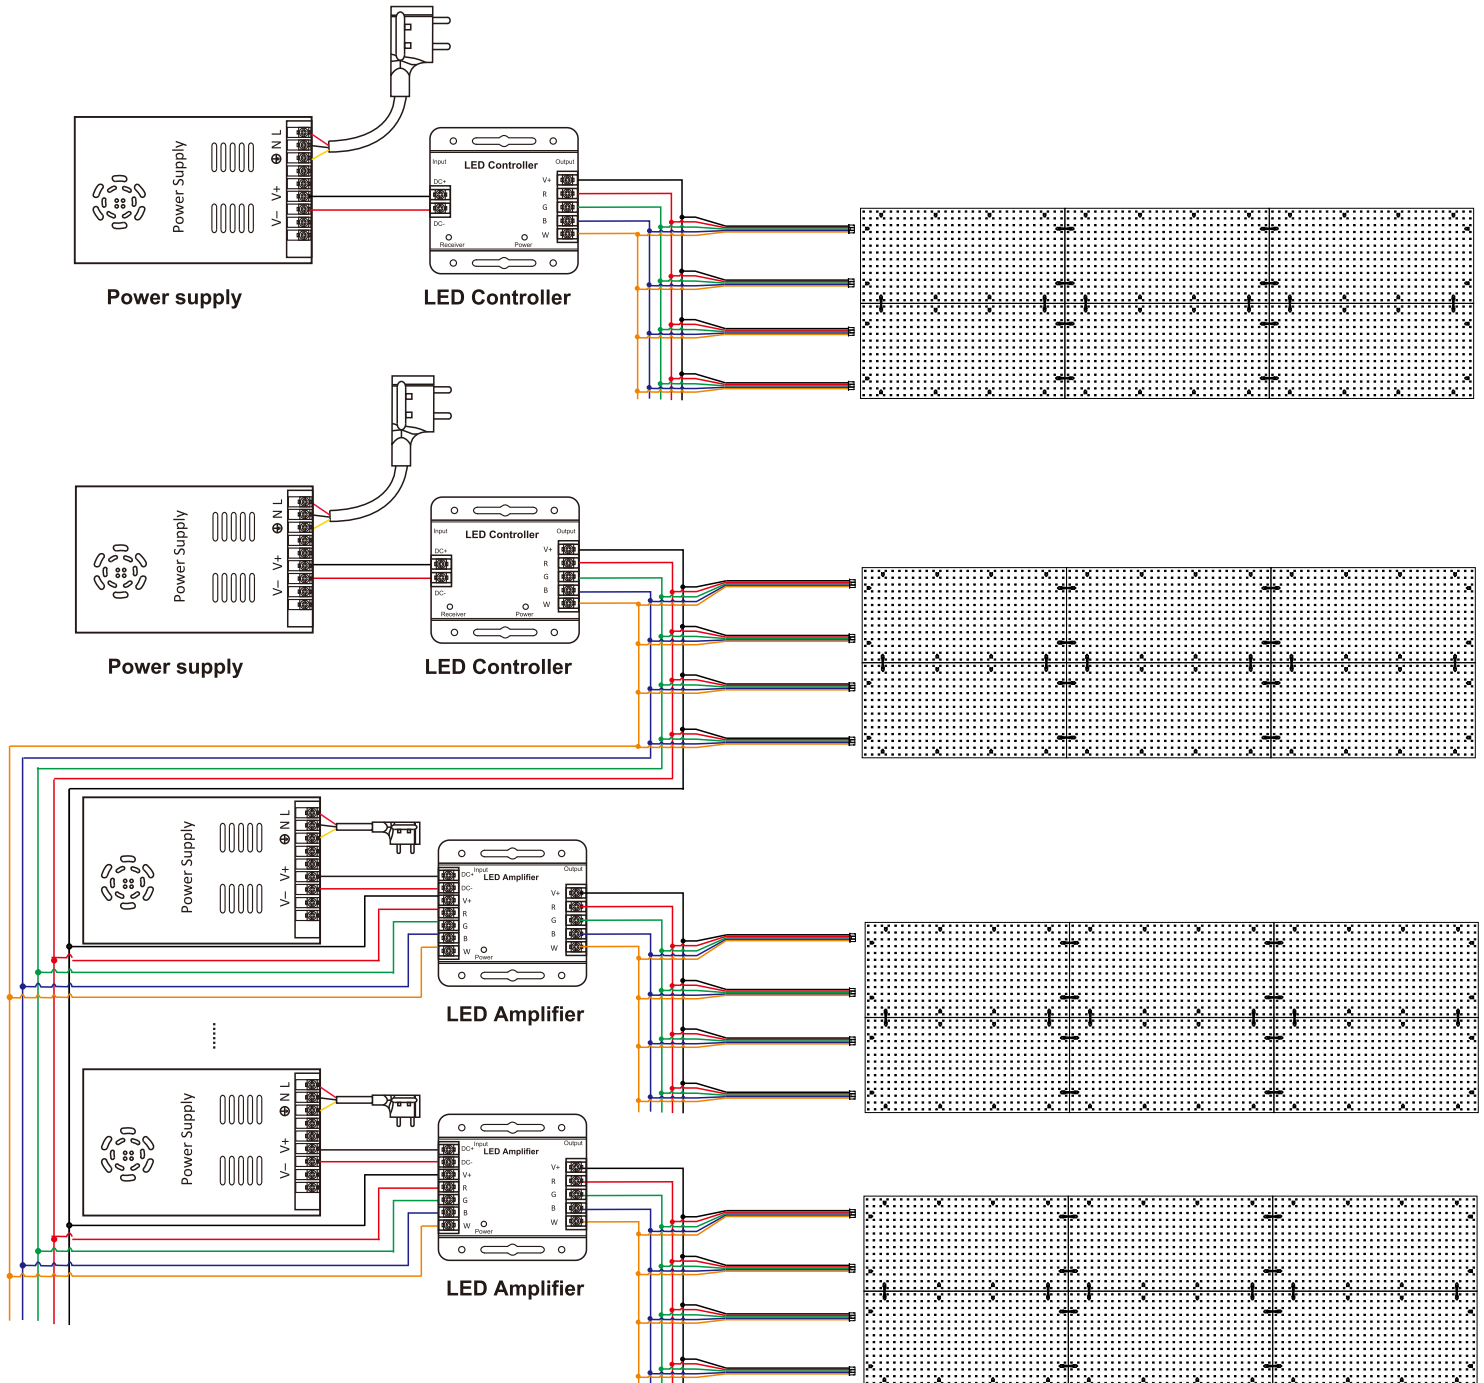 Power Supply
L
N
V+
V−
Power supply
LED Controller
Input
Output
DC+
DC-
V+
R
G
B
W
Receiver
Power
LED Controller
Power Supply
L
N
V+
V−
Power supply
LED Controller
Input
Output
DC+
DC-
V+
R
G
B
W
Receiver
Power
LED Controller
Power Supply
L
N
V+
V−
Input
Output
LED Amplifier
DC+
DC-
V+
R
G
B
W
V+
R
G
B
W
Power
LED Amplifier
......
Power Supply
L
N
V+
V−
Input
Output
LED Amplifier
DC+
DC-
V+
R
G
B
W
V+
R
G
B
W
Power
LED Amplifier